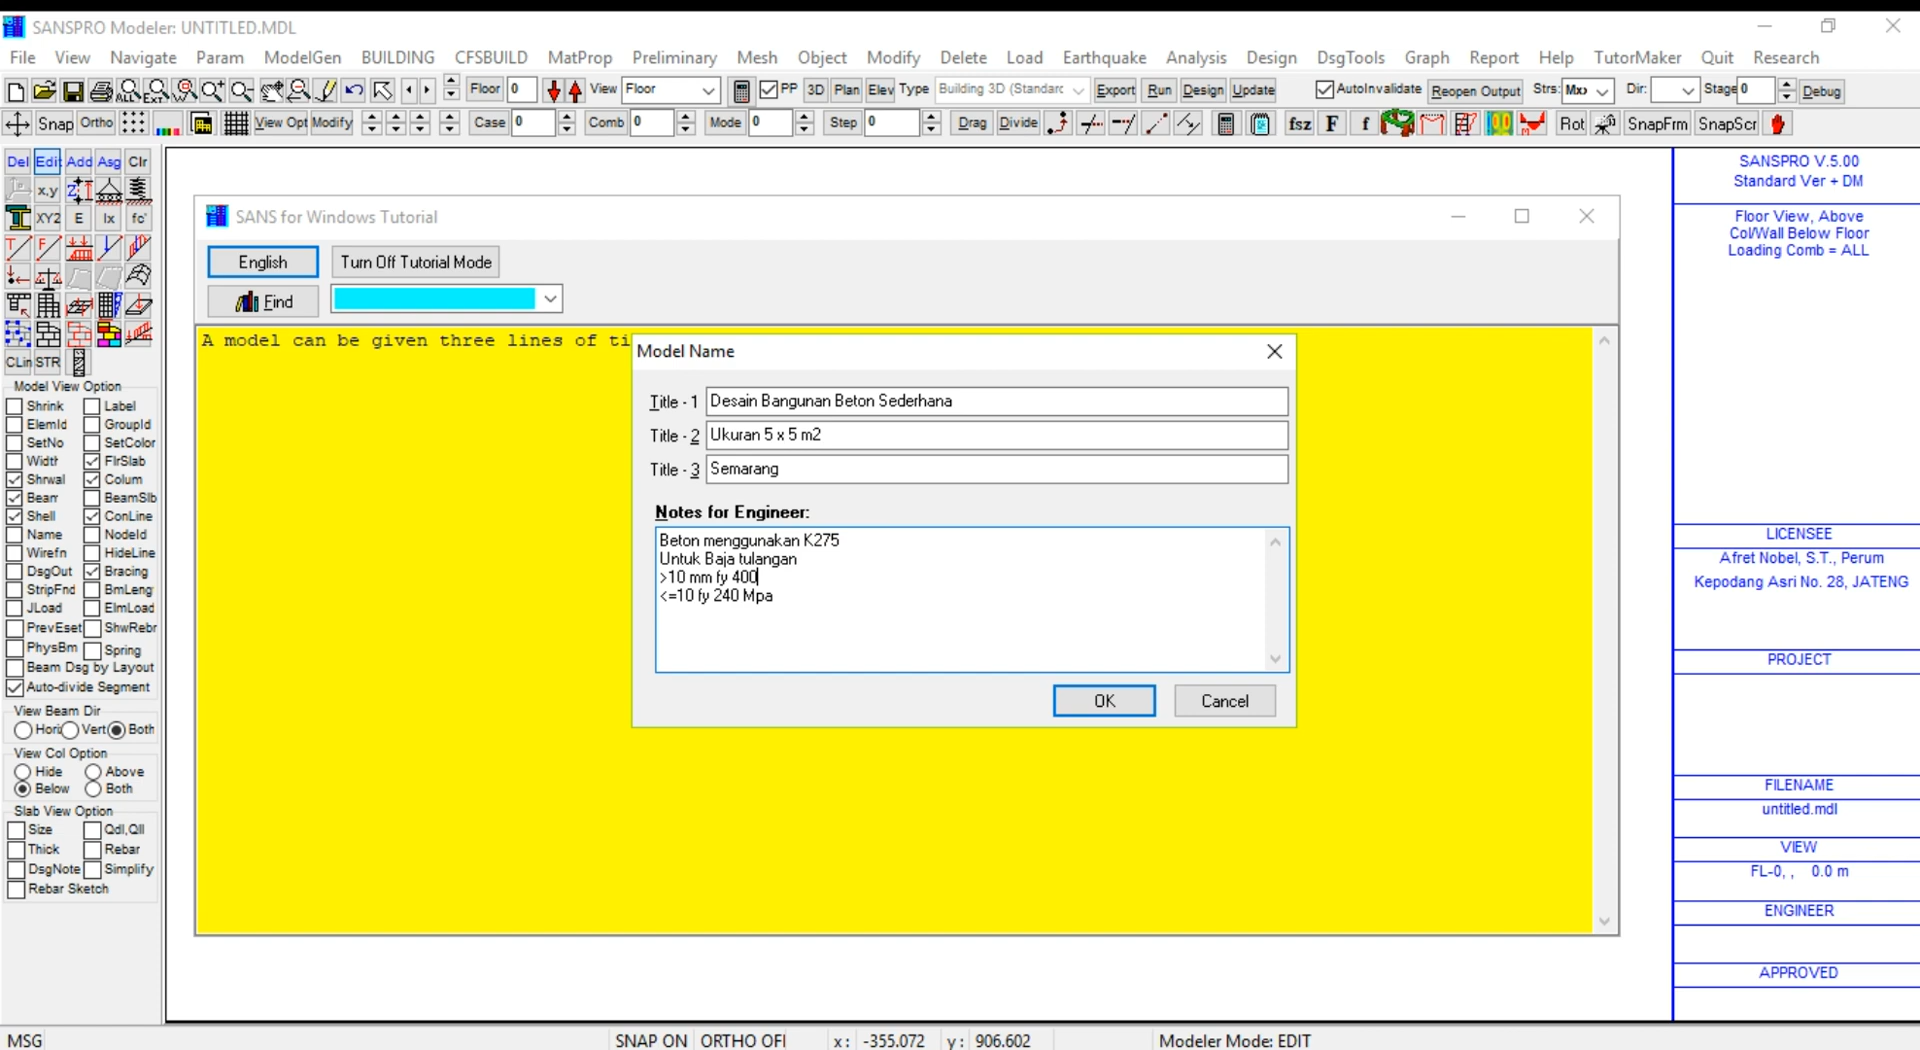 SANSPRO Modeler: UNTITLED.MDL
File View Navigate Param ModelGen BUILDING CFSBUILD MatProp Preliminary Mesh Object Modify Delete Load Earthquake Analysis Design DsgTools Graph Report Help TutorMaker Quit Research
ALL EXT Floor 0 View Floor PP 3D Plan Elev Type Building 3D (Standarc Export Run Design Update AutoInvalidate Reopen Output Strs: Mxx Dir: Stage 0 Debug
Snap Ortho View Opt Modify Case 0 Comb 0 Mode 0 Step 0 Drag Divide fsz F f Rot SnapFrm SnapScr
Del Edit Add Asg Clr
x,y Z
XY2 E Ix fc'
T F
CLin STR
Model View Option
Shrink Label
ElemId GroupId
SetNo SetColor
Width FlrSlab
Shrwal Colum
Bearr BeamSlb
Shell ConLine
Name NodeId
Wirefn HideLine
DsgOut Bracing
StripFnd BmLeng
JLoad ElmLoad
PrevEset ShwRebr
PhysBm Spring
Beam Dsg by Layout
Auto-divide Segment
View Beam Dir
Hori Vert Both
View Col Option
Hide Above
Below Both
Slab View Option
Size Qdl,Qll
Thick Rebar
DsgNote Simplify
Rebar Sketch
SANS for Windows Tutorial
English Turn Off Tutorial Mode
Find
A model can be given three lines of ti
Model Name
Title - 1 Desain Bangunan Beton Sederhana
Title - 2 Ukuran 5 x 5 m2
Title - 3 Semarang
Notes for Engineer:
Beton menggunakan K275
Untuk Baja tulangan
>10 mm fy 400
<=10 fy 240 Mpa
OK Cancel
SANSPRO V.5.00
Standard Ver + DM
Floor View, Above
Col/Wall Below Floor
Loading Comb = ALL
LICENSEE
Afret Nobel, S.T., Perum
Kepodang Asri No. 28, JATENG
PROJECT
FILENAME
untitled.mdl
VIEW
FL-0, , 0.0 m
ENGINEER
APPROVED
MSG SNAP ON ORTHO OFI x: -355.072 y: 906.602 Modeler Mode: EDIT